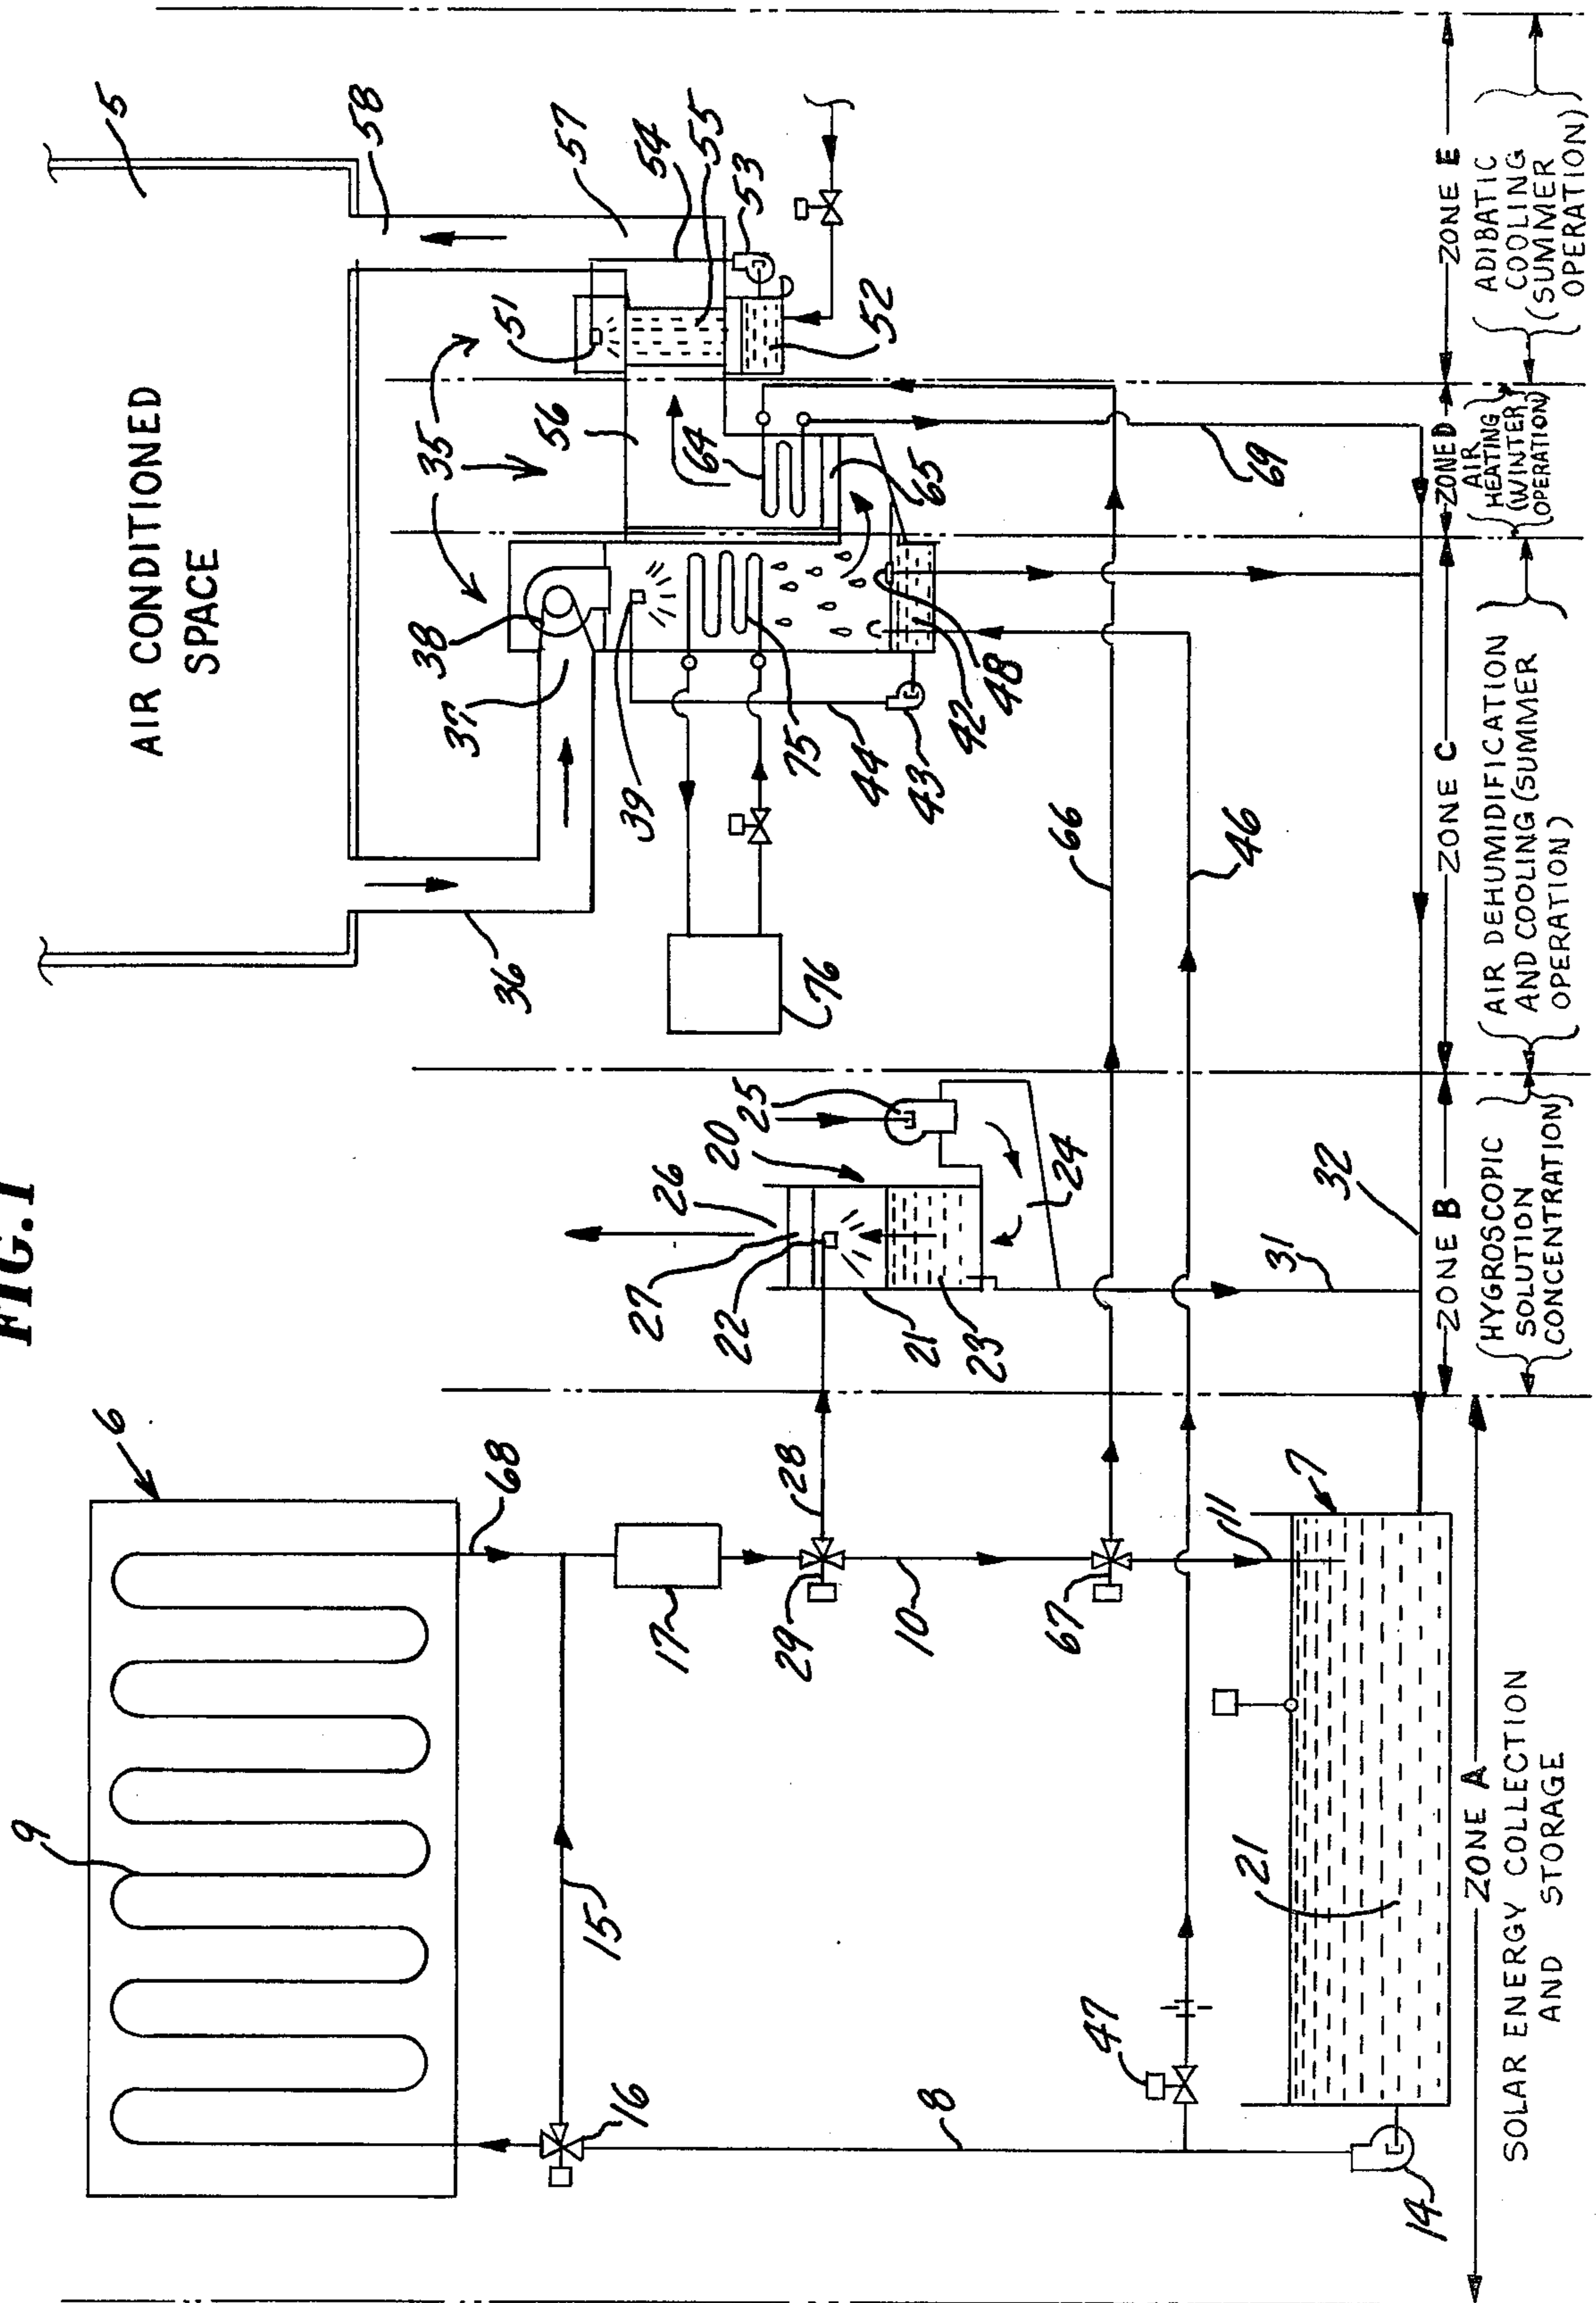 FIG. 1
AIR CONDITIONED
SPACE
5
58
57
54
55
53
51
52
35
56
64
65
69
38
37
39
75
44
43
42
48
36
76
66
46
26
20
25
27
22
21
23
24
31
32
6
9
68
15
17
28
29
10
67
11
7
16
8
47
21
14
ZONE A
SOLAR ENERGY COLLECTION
AND STORAGE
ZONE B
HYGROSCOPIC
SOLUTION
CONCENTRATION
ZONE C
AIR DEHUMIDIFICATION
AND COOLING (SUMMER
OPERATION)
ZONE D
AIR
HEATING
(WINTER
OPERATION)
ZONE E
ADIBATIC
COOLING
(SUMMER
OPERATION)